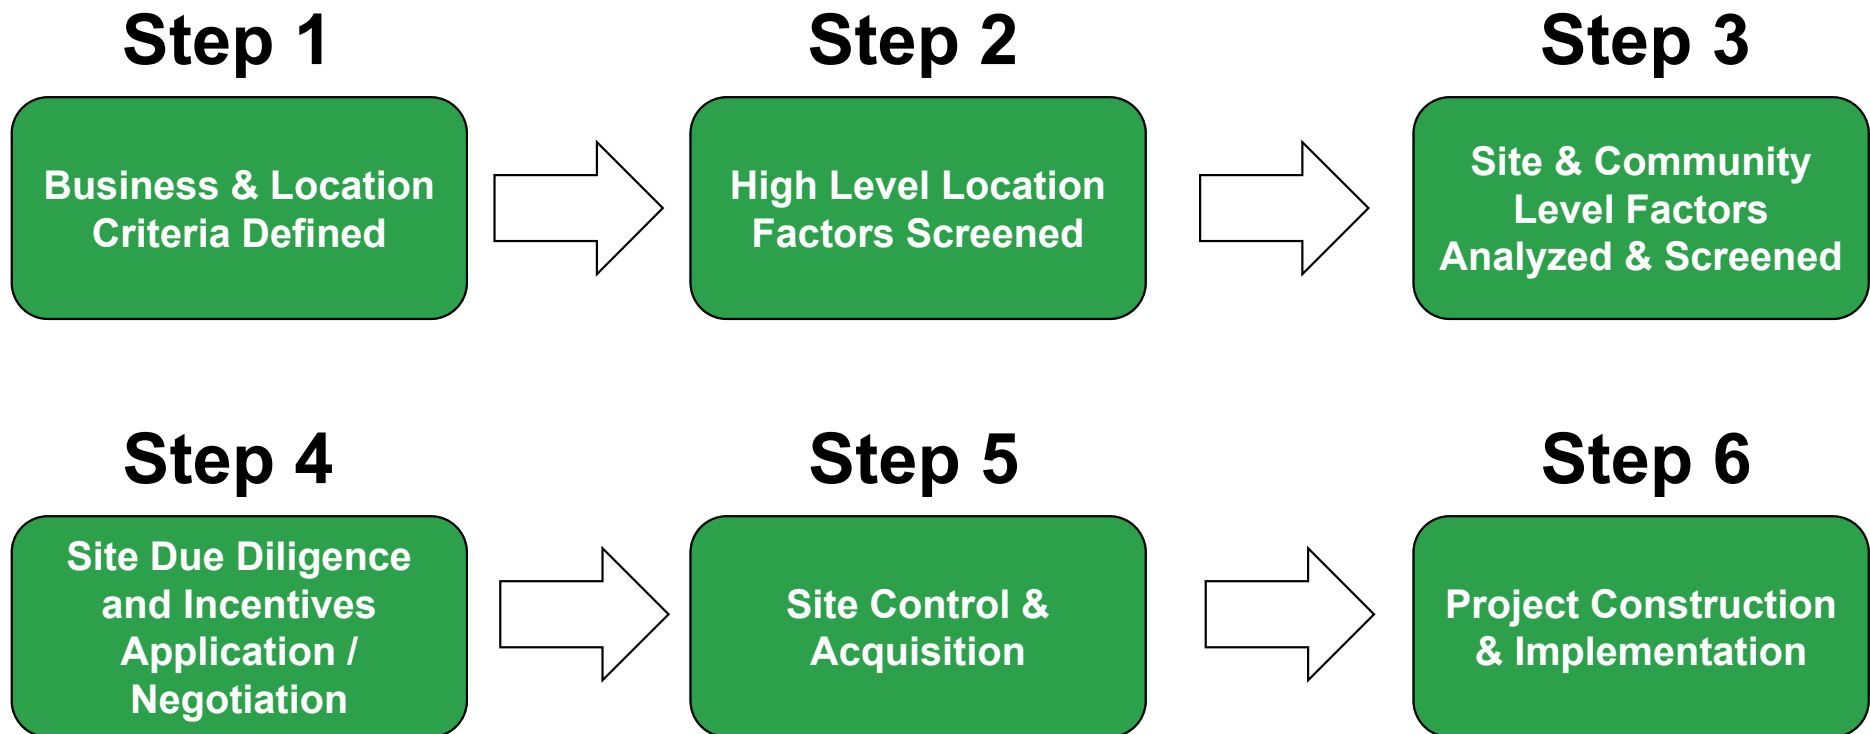 Step 1
Step 2
Step 3
Business & Location
Criteria Defined
High Level Location
Factors Screened
Site & Community
Level Factors
Analyzed & Screened
Step 4
Step 5
Step 6
Site Due Diligence
and Incentives
Application /
Negotiation
Site Control &
Acquisition
Project Construction
& Implementation